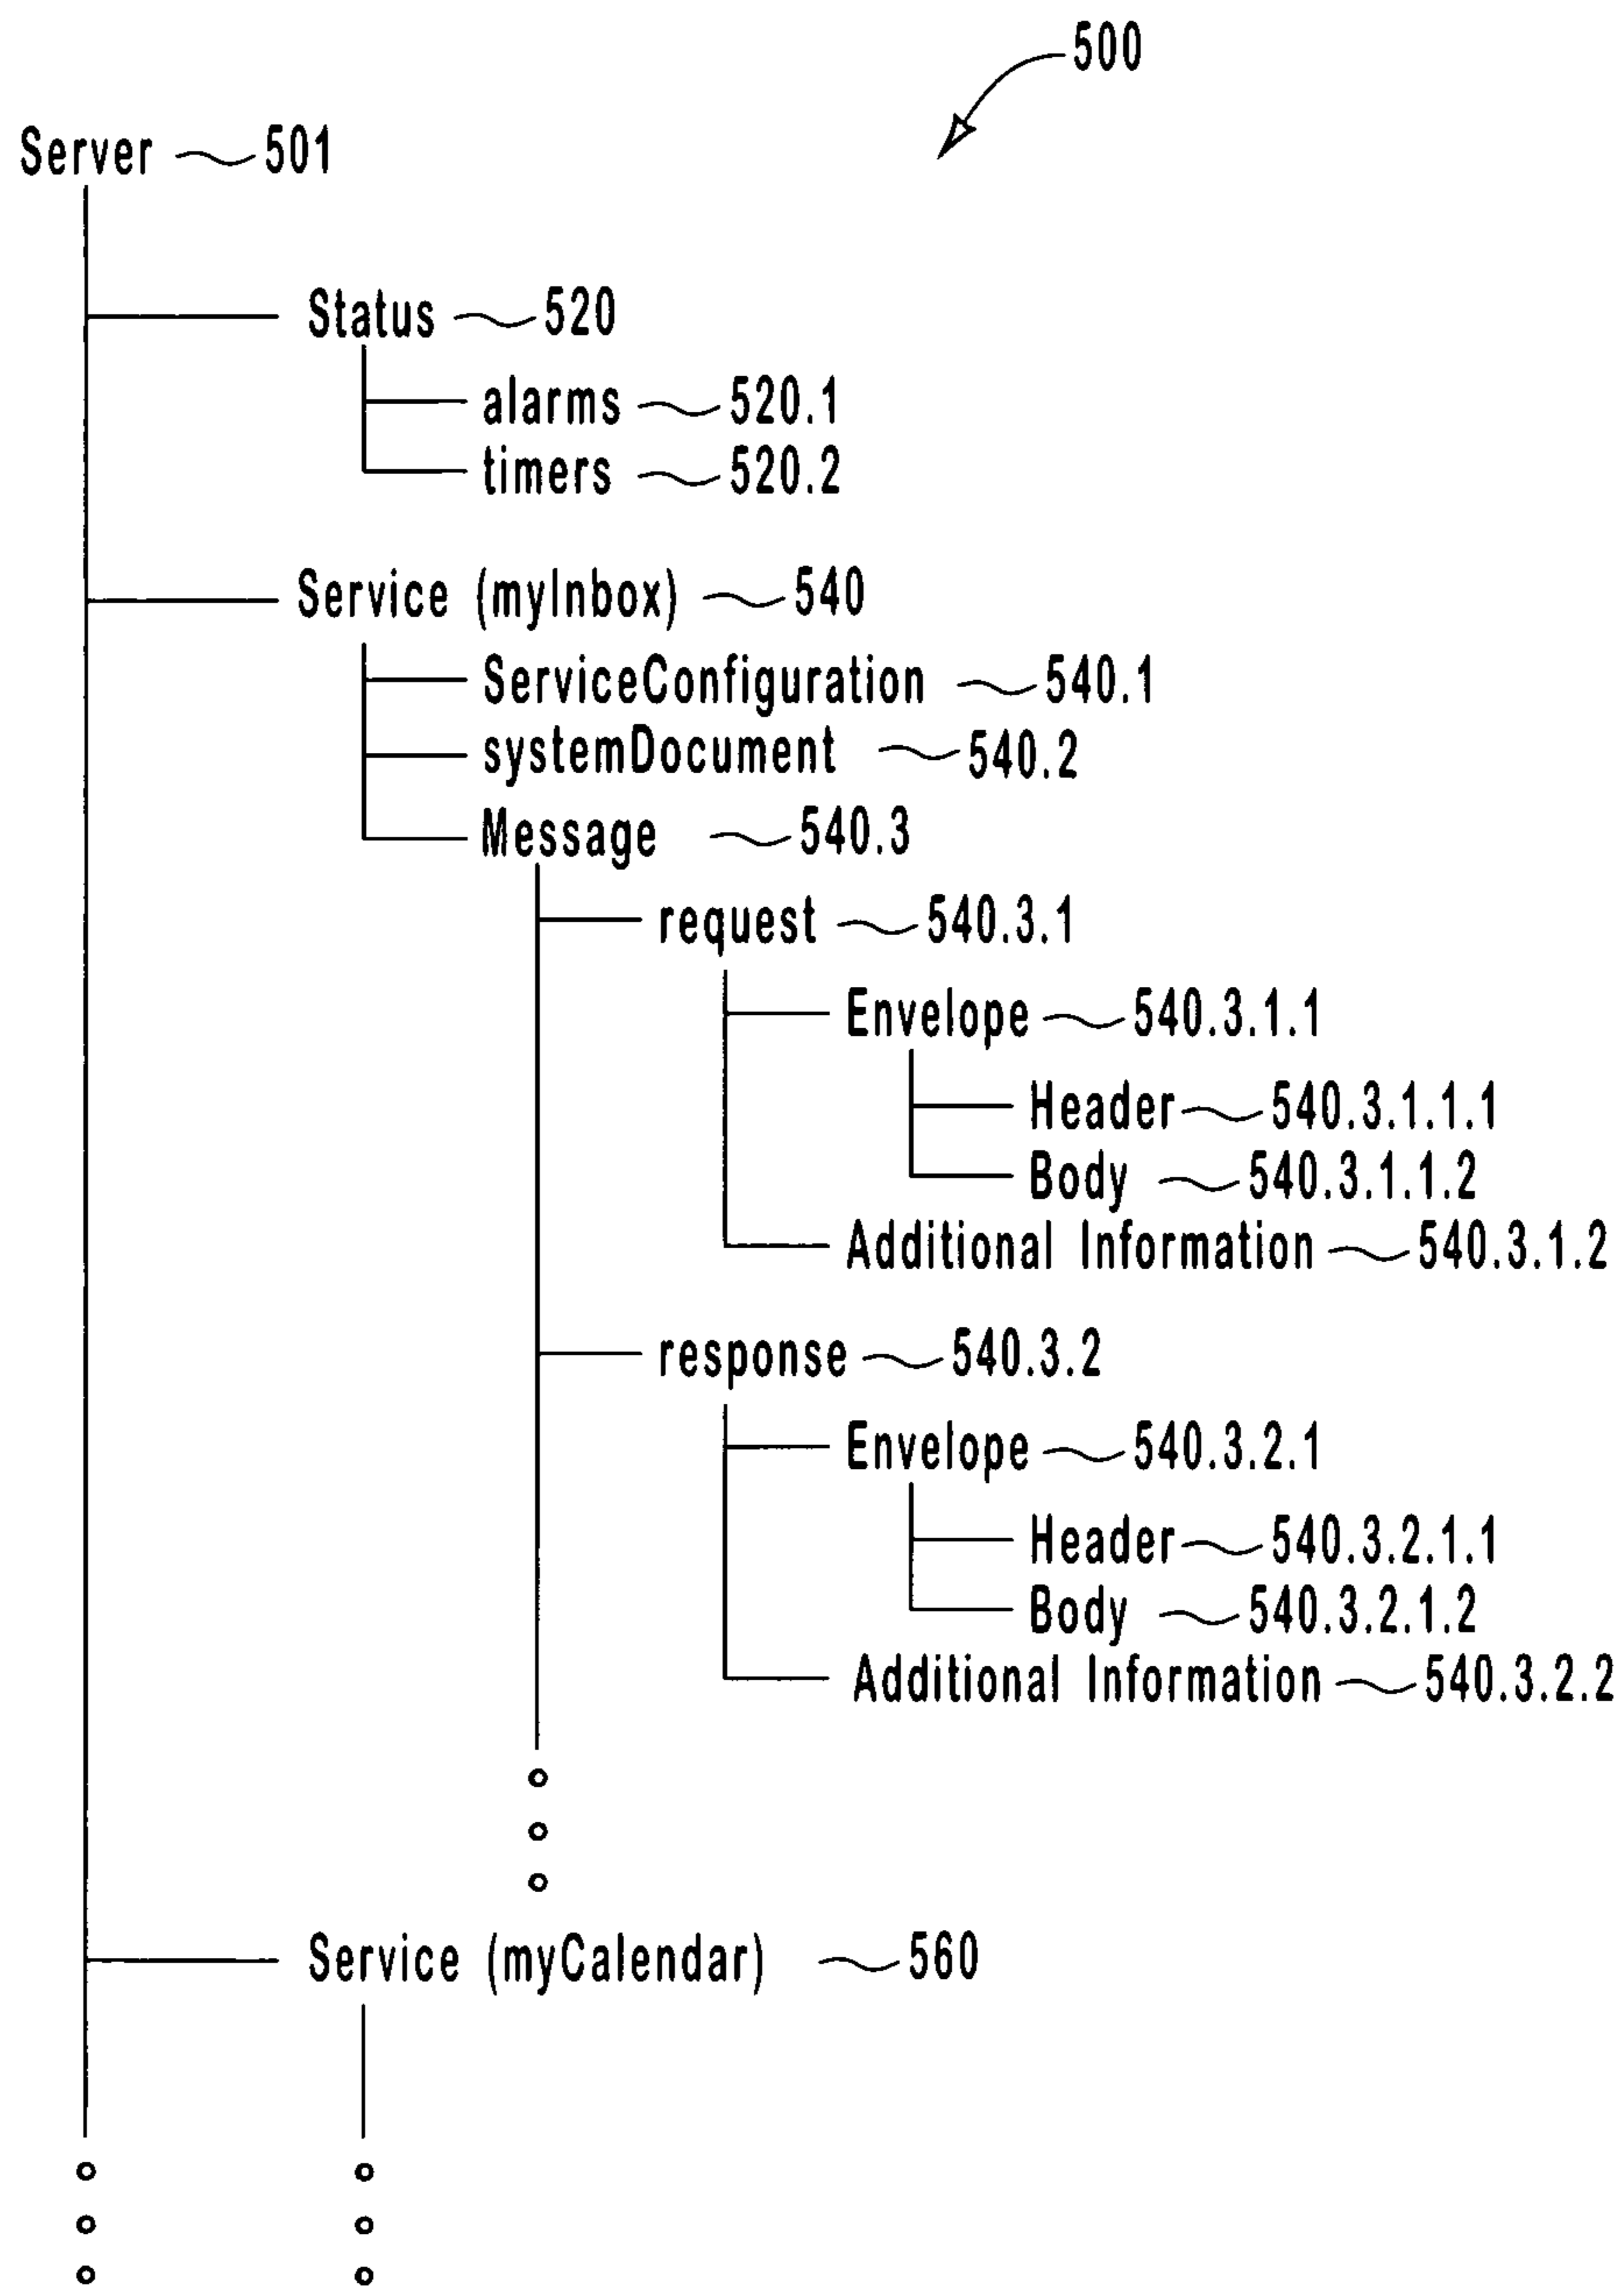 500
Server 501
Status 520
alarms 520.1
timers 520.2
Service (myInbox) 540
ServiceConfiguration 540.1
systemDocument 540.2
Message 540.3
request 540.3.1
Envelope 540.3.1.1
Header 540.3.1.1.1
Body 540.3.1.1.2
Additional Information 540.3.1.2
response 540.3.2
Envelope 540.3.2.1
Header 540.3.2.1.1
Body 540.3.2.1.2
Additional Information 540.3.2.2
Service (myCalendar) 560